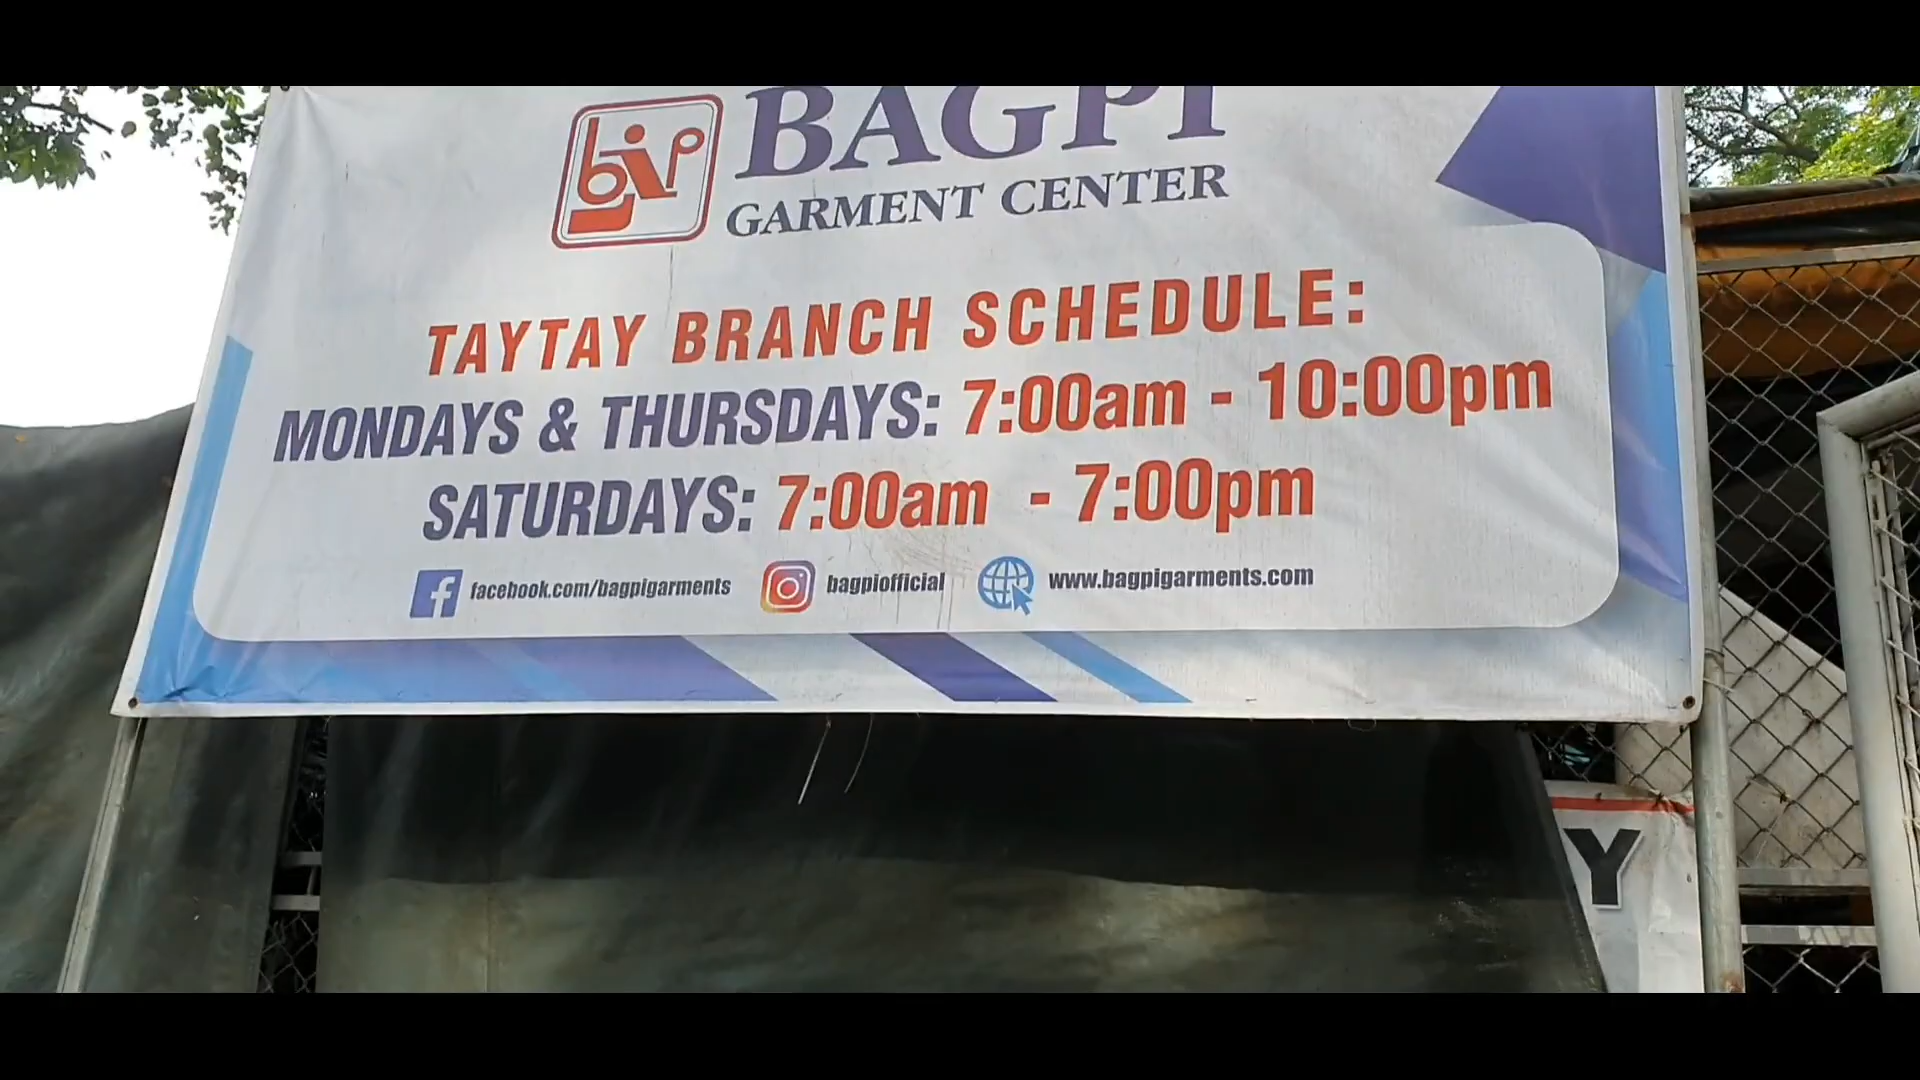 BAGPI
GARMENT CENTER
TAYTAY BRANCH SCHEDULE:
MONDAYS & THURSDAYS: 7:00am - 10:00pm
SATURDAYS: 7:00am - 7:00pm
facebook.com/bagpigarments bagpiofficial www.bagpigarments.com
Y